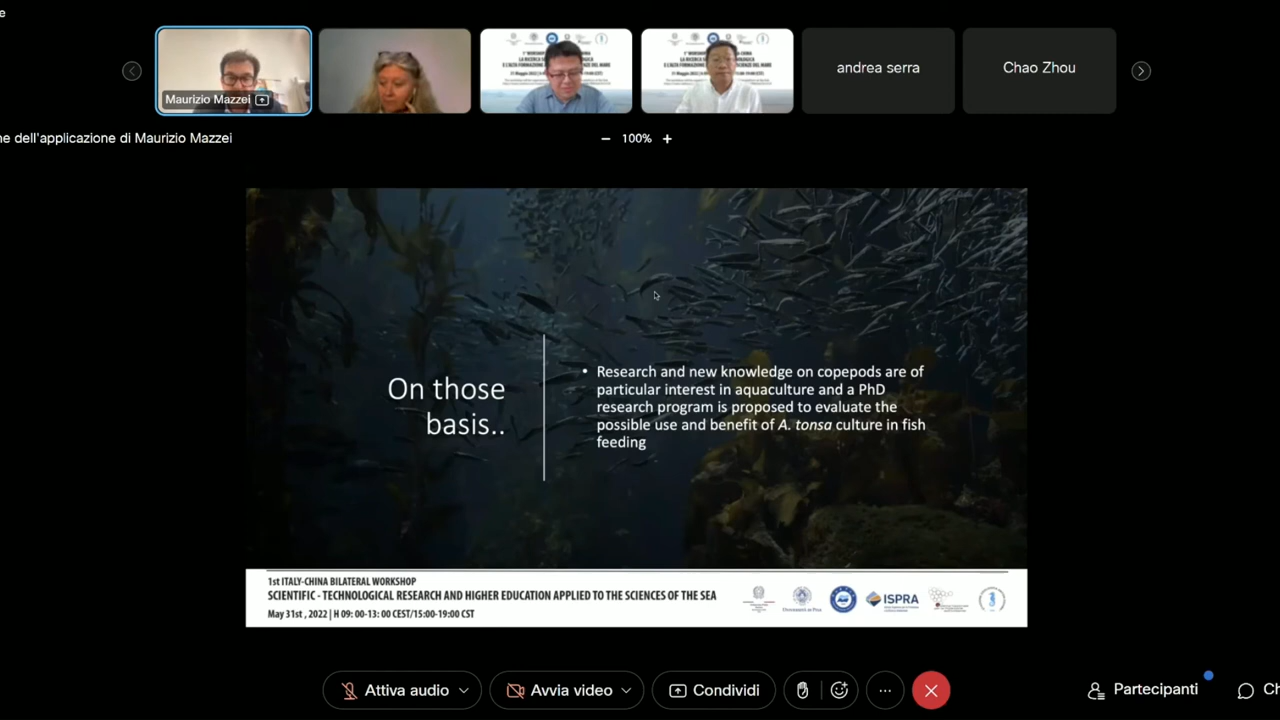 e
Maurizio Mazzei
andrea serra
Chao Zhou
ne dell'applicazione di Maurizio Mazzei
100%
On those
basis..
• Research and new knowledge on copepods are of
particular interest in aquaculture and a PhD
research program is proposed to evaluate the
possible use and benefit of A. tonsa culture in fish
feeding
1st ITALY-CHINA BILATERAL WORKSHOP
SCIENTIFIC - TECHNOLOGICAL RESEARCH AND HIGHER EDUCATION APPLIED TO THE SCIENCES OF THE SEA
May 31st , 2022 | H 09: 00-13: 00 CEST/15:00-19:00 CST
ISPRA
Attiva audio
Avvia video
Condividi
Partecipanti
Ch